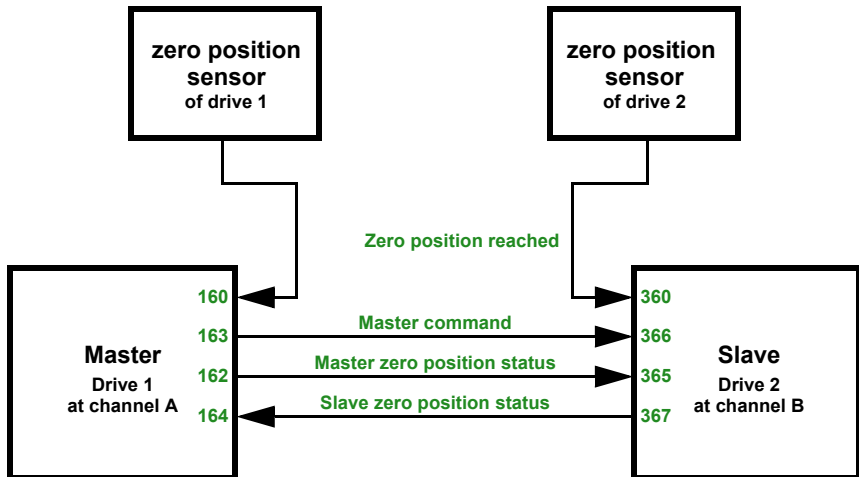 zero position
sensor
of drive 1
zero position
sensor
of drive 2
Zero position reached
160
360
163
Master command
366
Master
Drive 1
at channel A
162
Master zero position status
365
Slave
Drive 2
at channel B
164
Slave zero position status
367